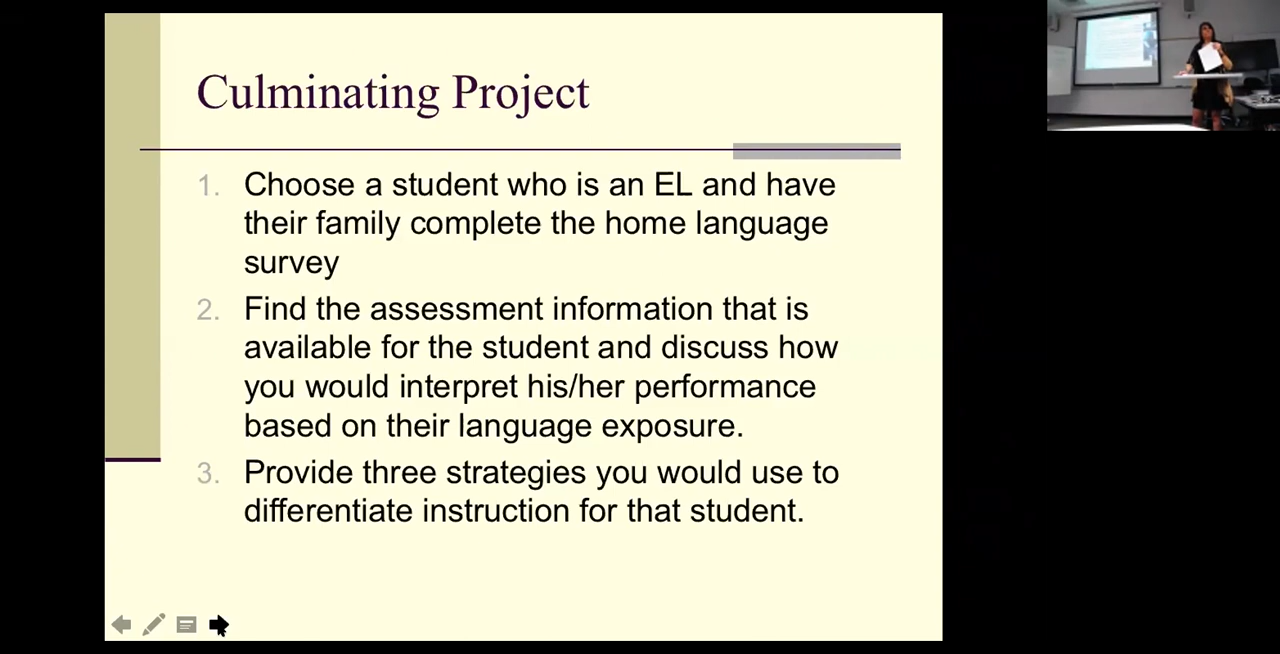 Culminating Project
1. Choose a student who is an EL and have
their family complete the home language
survey
2. Find the assessment information that is
available for the student and discuss how
you would interpret his/her performance
based on their language exposure.
3. Provide three strategies you would use to
differentiate instruction for that student.